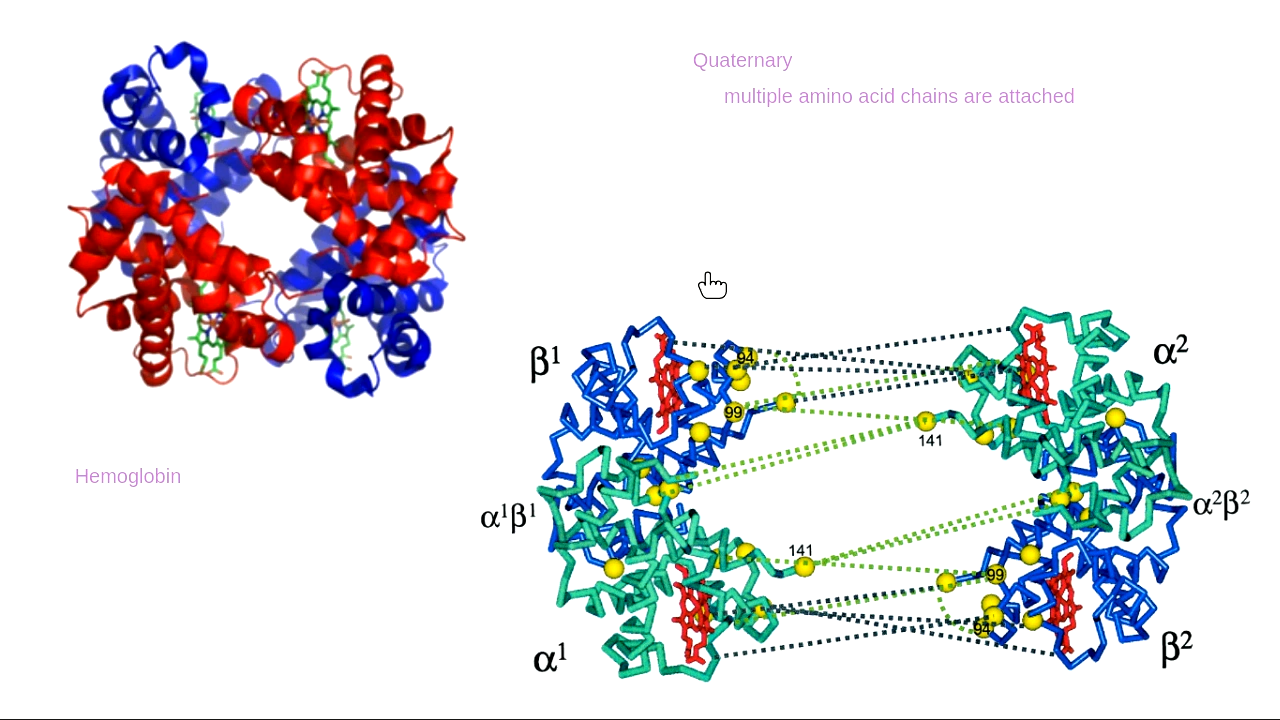 Quaternary
multiple amino acid chains are attached
β¹
94
α²
99
141
Hemoglobin
α¹β¹
α²β²
141
99
94
α¹
β²